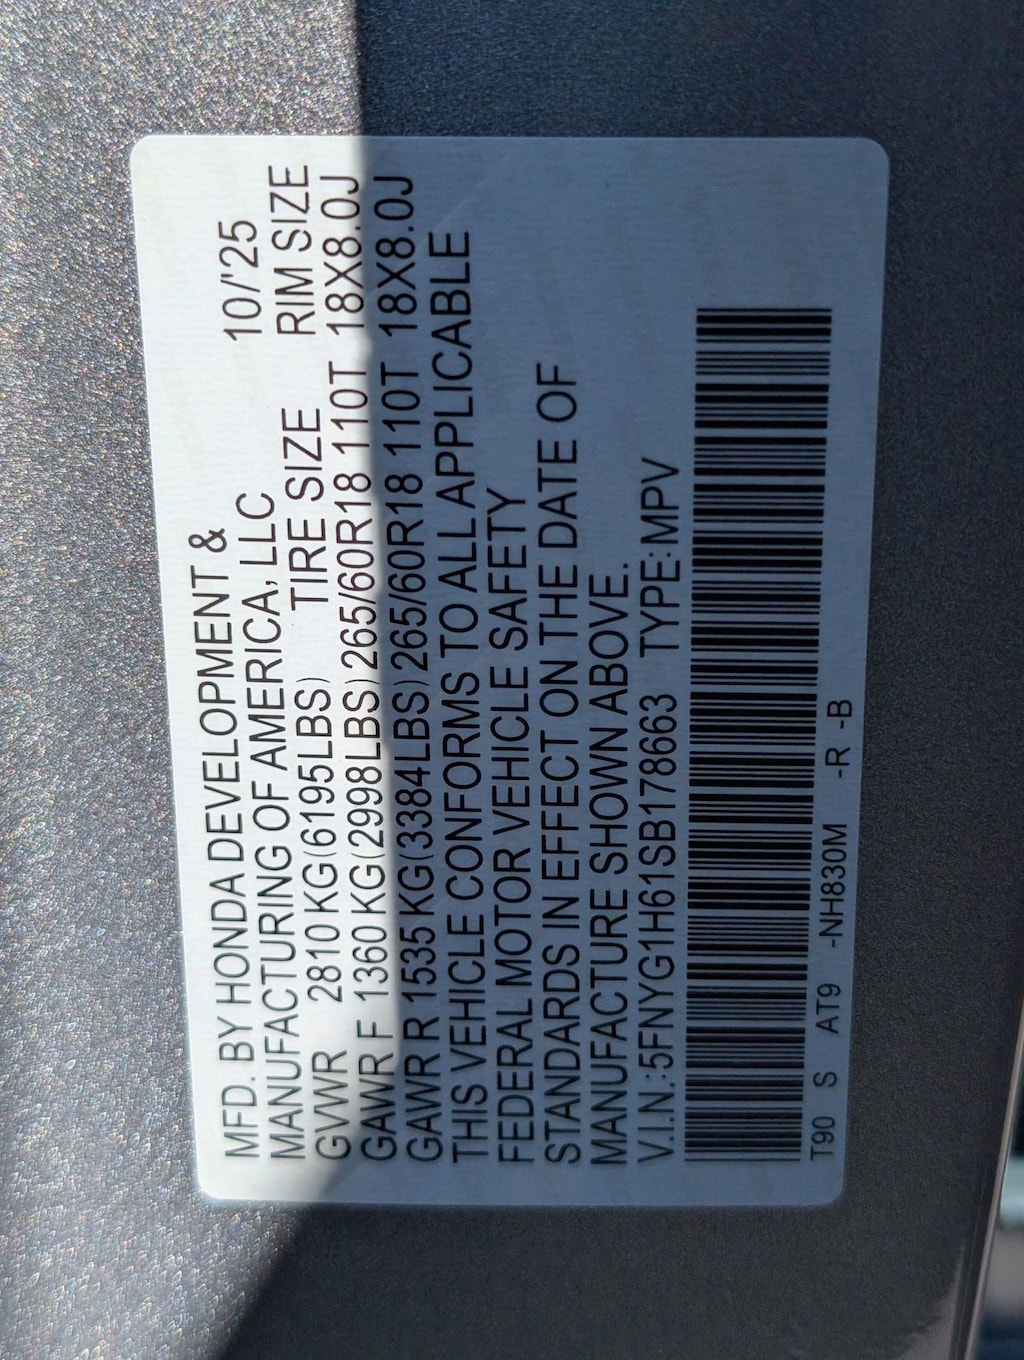 MFD. BY HONDA DEVELOPMENT & 10/'25
MANUFACTURING OF AMERICA, LLC RIM SIZE
GVWR 2810 KG(6195LBS) TIRE SIZE
GAWR F 1360 KG(2998LBS) 265/60R18 110T 18X8.0J
GAWR R 1535 KG(3384LBS) 265/60R18 110T 18X8.0J
THIS VEHICLE CONFORMS TO ALL APPLICABLE
FEDERAL MOTOR VEHICLE SAFETY
STANDARDS IN EFFECT ON THE DATE OF
MANUFACTURE SHOWN ABOVE.
V.I.N.:5FNYG1H61SB178663 TYPE:MPV
T90 S AT9 -NH830M -R -B